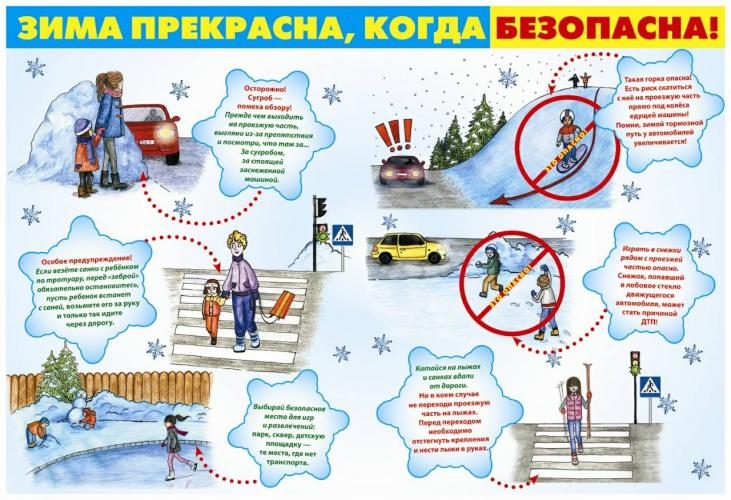 ЗИМА ПРЕКРАСНА, КОГДА БЕЗОПАСНА!
Осторожно!
Сугроб —
помеха обзору!
Прежде чем выходить
на проезжую часть,
выгляни из-за препятствия
и посмотри, что там за...
За сугробом,
за стоящей
заснеженной
машиной.
Такая горка опасна!
Есть риск скатиться
с неё на проезжую часть
прямо под колёса
едущей машины!
Помни, зимой тормозной
путь у автомобилей
увеличивается!
!!!
ЭТО ОПАСНО!
Особое предупреждение!
Если везёте санки с ребёнком
по тротуару, перед «зеброй»
обязательно остановитесь,
пусть ребенок встанет
с саней, возьмите его за руку
и только так идите
через дорогу.
Играть в снежки
рядом с проезжей
частью опасно.
Снежок, попавший
в лобовое стекло
движущегося
автомобиля, может
стать причиной
ДТП!
ЭТО ОПАСНО!
Выбирай безопасное
место для игр
и развлечений:
парк, сквер, детскую
площадку —
те места, где нет
транспорта.
Катайся на лыжах
и санках вдали
от дороги.
Ни в коем случае
не переходи проезжую
часть на лыжах.
Перед переходом
необходимо
отстегнуть крепления
и нести лыжи в руках.